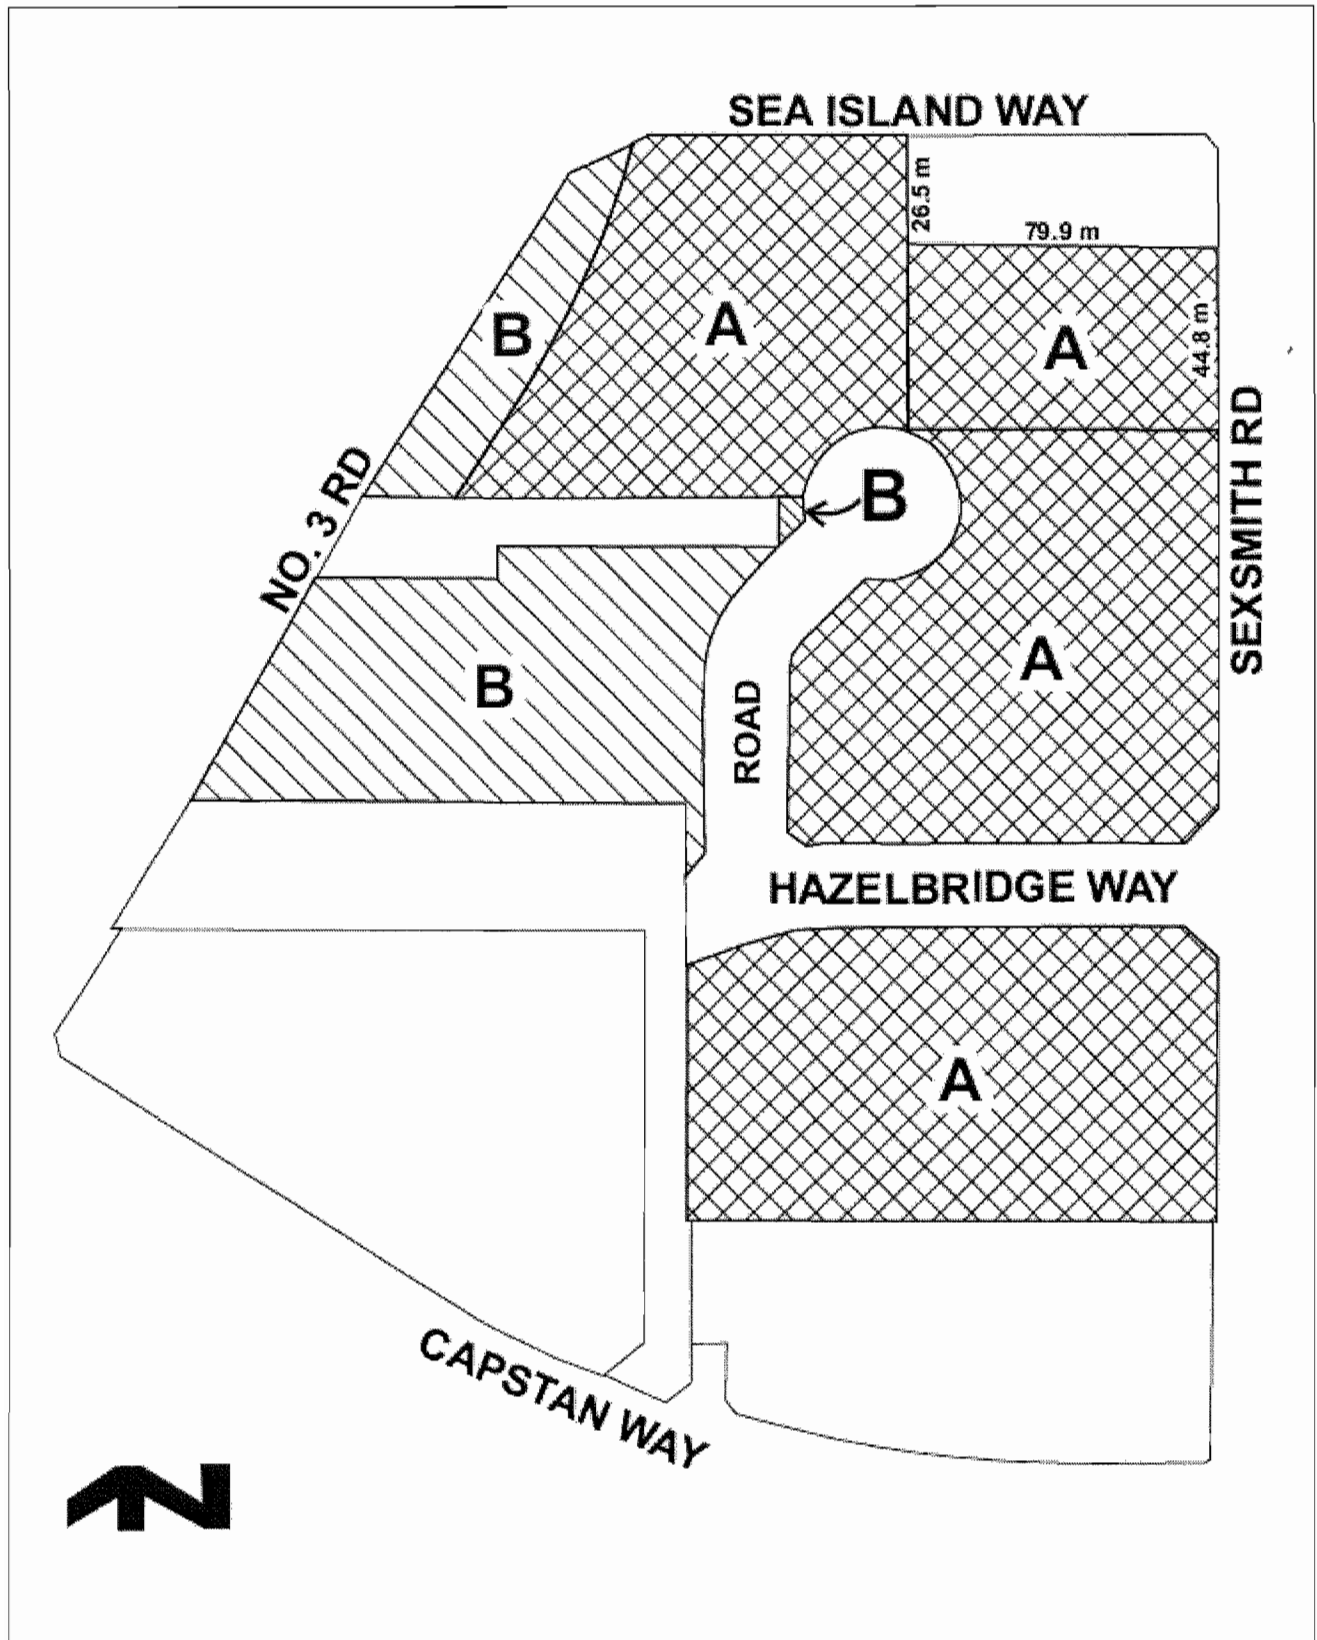 SEA ISLAND WAY
26.5 m
79.9 m
B
A
A
44.8 m
NO. 3 RD
B
SEXSMITH RD
B
A
ROAD
HAZELBRIDGE WAY
A
CAPSTAN WAY
N